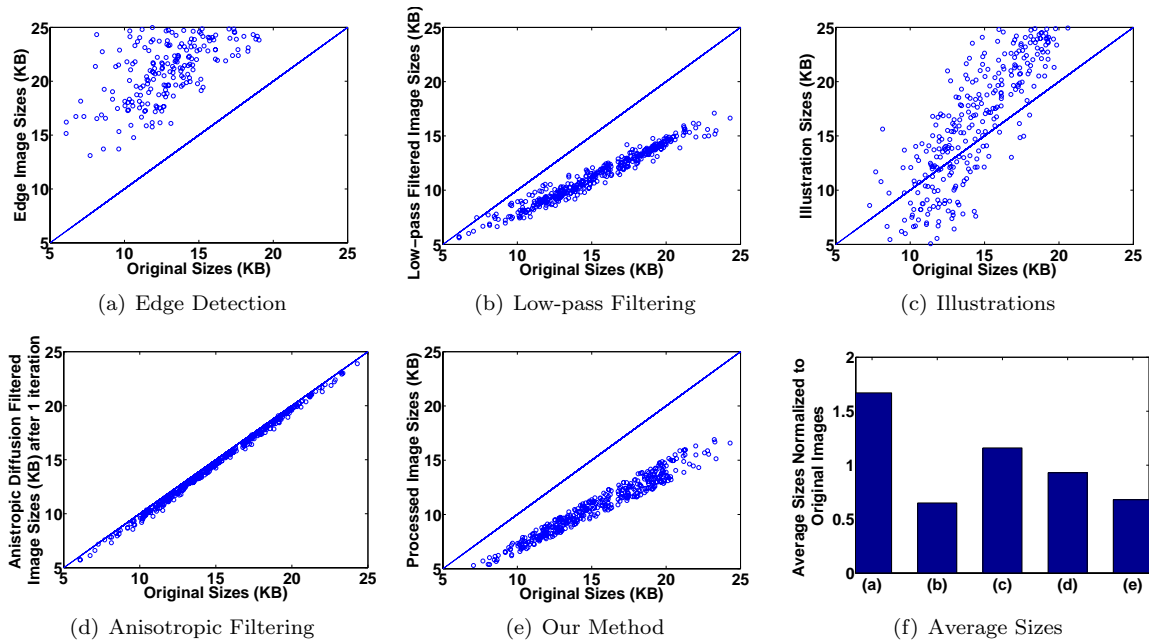 Edge Image Sizes (KB)
25
20
15
10
5
5 10 15 20 25
Original Sizes (KB)
(a) Edge Detection
Low-pass Filtered Image Sizes (KB)
25
20
15
10
5
5 10 15 20 25
Original Sizes (KB)
(b) Low-pass Filtering
Illustration Sizes (KB)
25
20
15
10
5
5 10 15 20 25
Original Sizes (KB)
(c) Illustrations
Anistropic Diffusion Filtered
Image Sizes (KB) after 1 iteration
25
20
15
10
5
5 10 15 20 25
Original Sizes (KB)
(d) Anisotropic Filtering
Processed Image Sizes (KB)
25
20
15
10
5
5 10 15 20 25
Original Sizes (KB)
(e) Our Method
Average Sizes Normalized to
Original Images
2
1.5
1
0.5
0
(a) (b) (c) (d) (e)
(f) Average Sizes